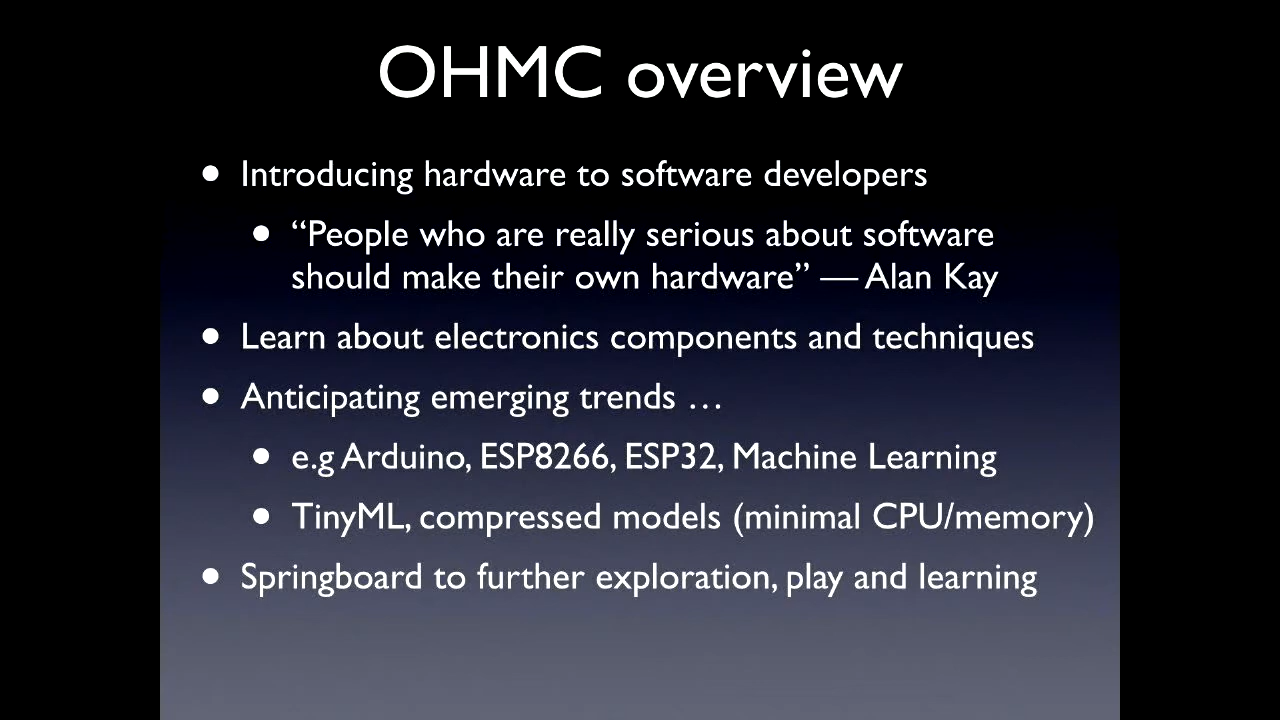 OHMC overview
• Introducing hardware to software developers
• “People who are really serious about software
should make their own hardware” — Alan Kay
• Learn about electronics components and techniques
• Anticipating emerging trends …
• e.g Arduino, ESP8266, ESP32, Machine Learning
• TinyML, compressed models (minimal CPU/memory)
• Springboard to further exploration, play and learning